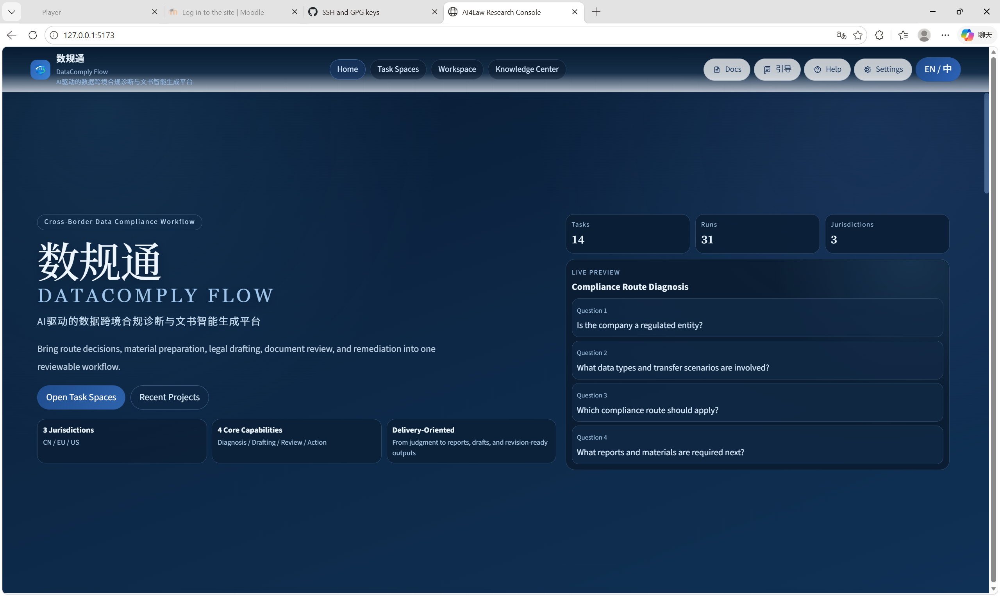 Player
Log in to the site | Moodle
SSH and GPG keys
AI4Law Research Console
127.0.0.1:5173
聊天
数规通
DataComply Flow
AI驱动的数据跨境合规诊断与文书智能生成平台
Home
Task Spaces
Workspace
Knowledge Center
Docs
引导
Help
Settings
EN / 中
Cross-Border Data Compliance Workflow
数规通
DATACOMPLY FLOW
AI驱动的数据跨境合规诊断与文书智能生成平台
Bring route decisions, material preparation, legal drafting, document review, and remediation into one
reviewable workflow.
Open Task Spaces
Recent Projects
3 Jurisdictions
CN / EU / US
4 Core Capabilities
Diagnosis / Drafting / Review / Action
Delivery-Oriented
From judgment to reports, drafts, and revision-ready
outputs
Tasks
14
Runs
31
Jurisdictions
3
LIVE PREVIEW
Compliance Route Diagnosis
Question 1
Is the company a regulated entity?
Question 2
What data types and transfer scenarios are involved?
Question 3
Which compliance route should apply?
Question 4
What reports and materials are required next?